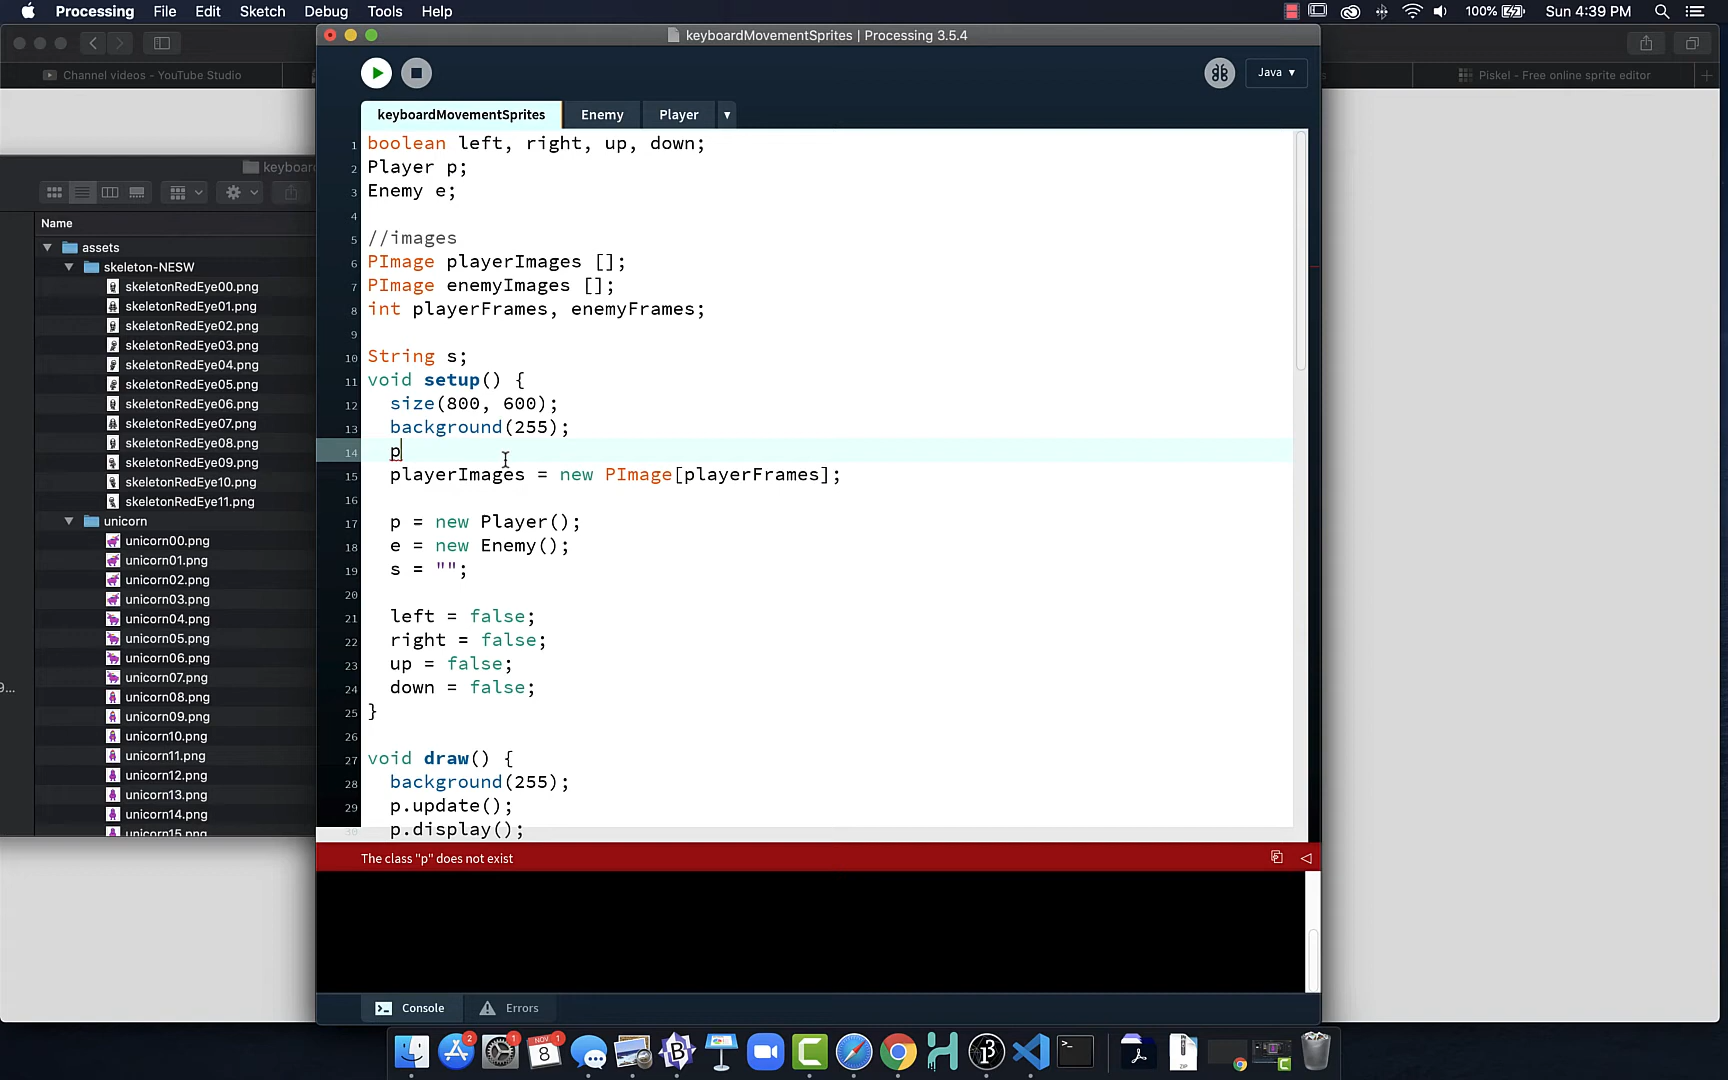 Processing File Edit Sketch Debug Tools Help 100% Sun 4:39 PM
keyboardMovementSprites | Processing 3.5.4
Channel videos - YouTube Studio
Piskel - Free online sprite editor
Java ▾
keyboardMovementSprites Enemy Player ▾
1 boolean left, right, up, down;
2 Player p;
3 Enemy e;
4
5 //images
6 PImage playerImages [];
7 PImage enemyImages [];
8 int playerFrames, enemyFrames;
9
10 String s;
11 void setup() {
12 size(800, 600);
13 background(255);
14 p
15 playerImages = new PImage[playerFrames];
16
17 p = new Player();
18 e = new Enemy();
19 s = "";
20
21 left = false;
22 right = false;
23 up = false;
24 down = false;
25 }
26
27 void draw() {
28 background(255);
29 p.update();
30 p.display();
The class "p" does not exist
Console Errors
keyboar
Name
assets
skeleton-NESW
skeletonRedEye00.png
skeletonRedEye01.png
skeletonRedEye02.png
skeletonRedEye03.png
skeletonRedEye04.png
skeletonRedEye05.png
skeletonRedEye06.png
skeletonRedEye07.png
skeletonRedEye08.png
skeletonRedEye09.png
skeletonRedEye10.png
skeletonRedEye11.png
unicorn
unicorn00.png
unicorn01.png
unicorn02.png
unicorn03.png
unicorn04.png
unicorn05.png
unicorn06.png
unicorn07.png
unicorn08.png
unicorn09.png
unicorn10.png
unicorn11.png
unicorn12.png
unicorn13.png
unicorn14.png
unicorn15.png
9...
2 1 NOV 8 1
ZIP